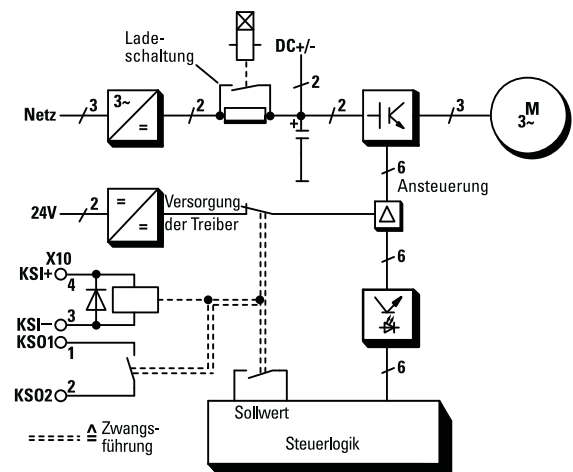 Lade-
schaltung
DC+/-
2
Netz
3
3~
=
2
+
2
3
M
3~
6
Ansteuerung
24V
2
=
=
Versorgung
der Treiber
Δ
6
X10
KSI+
4
KSI–
3
KSO1
1
KSO2
2
6
Sollwert
Steuerlogik
≙ Zwangs-
führung